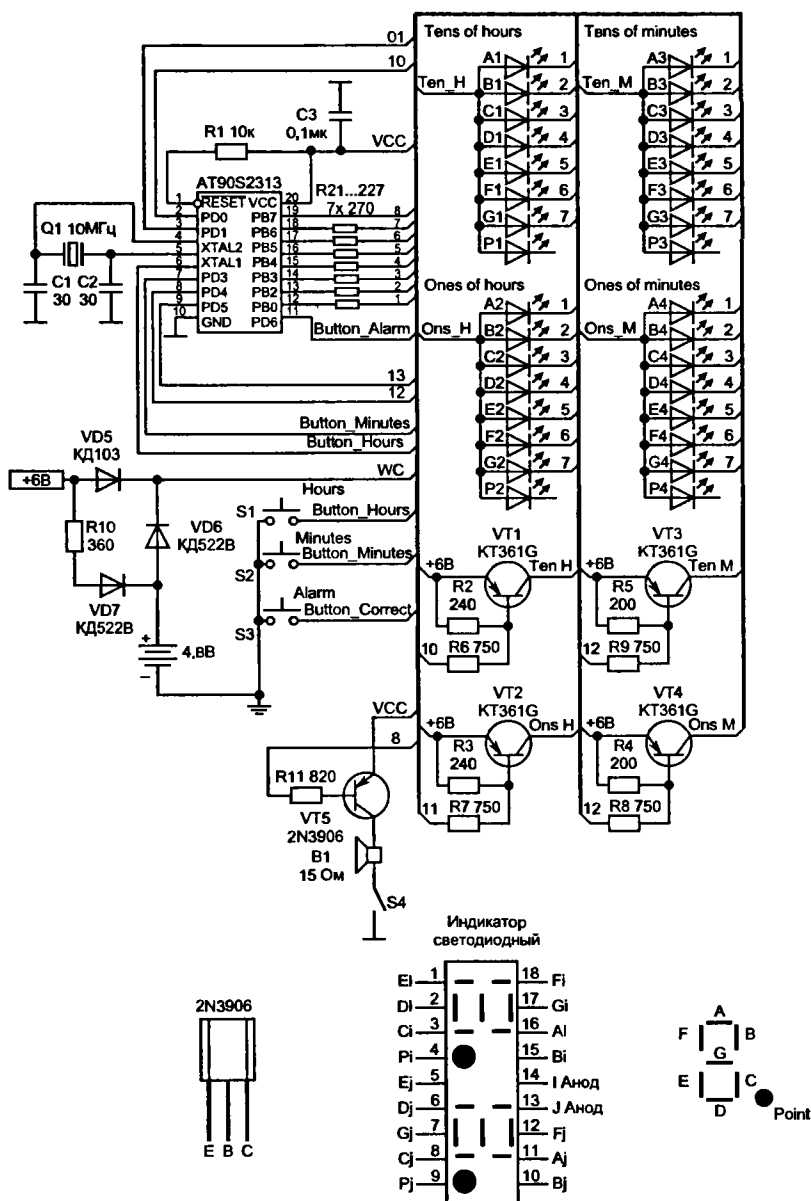 01
10
Tens of hours
Tens of minutes
A1 1
B1 2
C1 3
D1 4
E1 5
F1 6
G1 7
P1
Ten_H
A3 1
B3 2
C3 3
D3 4
E3 5
F3 6
G3 7
P3
Ten_M
C3
0,1мк
R1 10к
VCC
AT90S2313
R21...227
7x 270
1 RESET VCC 20
2 PD0 PB7 19 8
3 PD1 PB6 18 7
4 XTAL2 PB5 17 6
5 XTAL1 PB4 16 5
6 PD3 PB3 15 4
7 PD4 PB2 14 3
8 PD5 PB0 13 2
9 GND PD6 12 1
10 11
Q1 10МГц
C1 C2
30 30
Button_Alarm
Ones of hours
Ones of minutes
A2 1
B2 2
C2 3
D2 4
E2 5
F2 6
G2 7
P2
Ons_H
A4 1
B4 2
C4 3
D4 4
E4 5
F4 6
G4 7
P4
Ons_M
13
12
Button_Minutes
Button_Hours
VD5
КД103
+6В
WC
R10
360
VD6
КД522В
VD7
КД522В
+ 4,8В
–
Hours
S1 Button_Hours
Minutes
S2 Button_Minutes
Alarm
S3 Button_Correct
VT1
KT361G
+6В
Ten H
R2
240
10 R6 750
VT3
KT361G
+6В
Ten M
R5
200
12 R9 750
VT2
KT361G
+6В
Ons H
R3
240
11 R7 750
VT4
KT361G
+6В
Ons M
R4
200
12 R8 750
VCC
8
R11 820
VT5
2N3906
B1
15 Ом
S4
Индикатор
светодиодный
Ei 1 18 Fi
Di 2 17 Gi
Ci 3 16 Ai
Pi 4 15 Bi
Ej 5 14 I Анод
Dj 6 13 J Анод
Gj 7 12 Fj
Cj 8 11 Aj
Pj 9 10 Bj
2N3906
E B C
A
F B
G
E C
D
Point